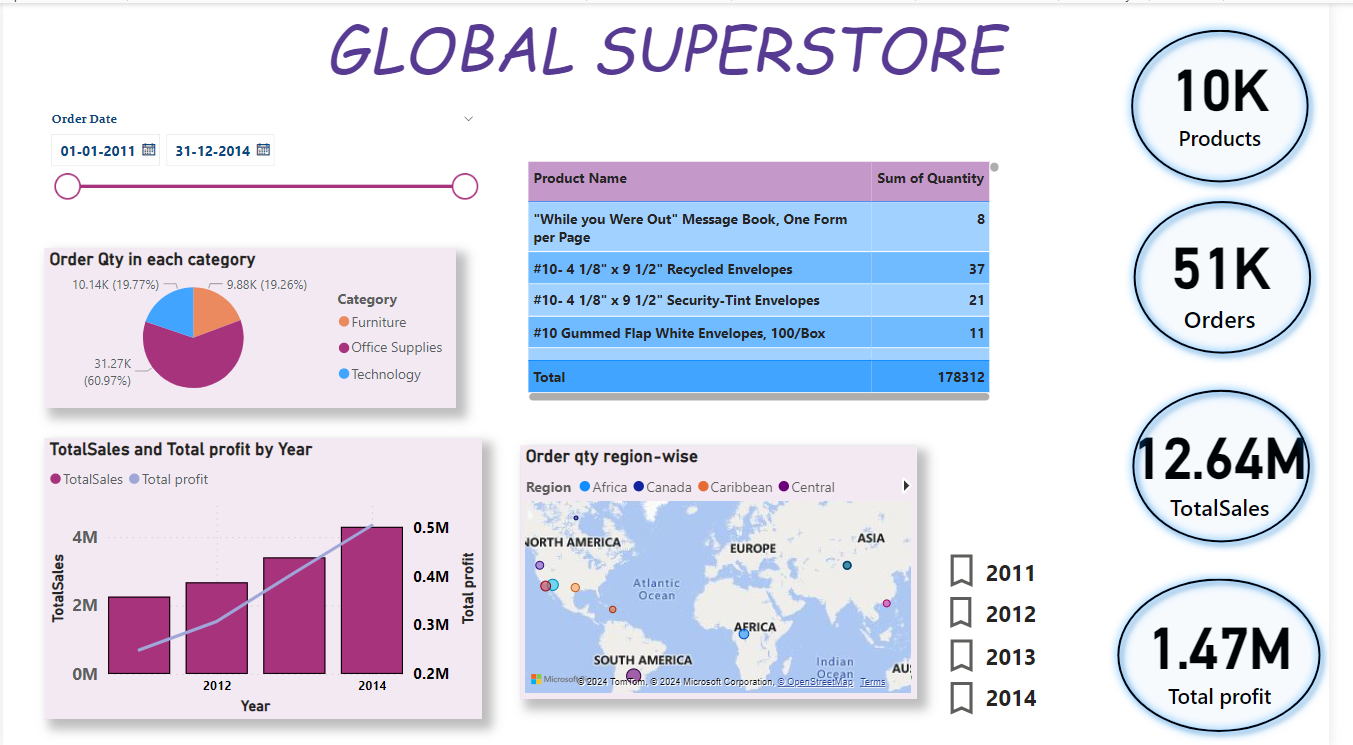 GLOBAL SUPERSTORE
Order Date
01-01-2011 31-12-2014
Product Name Sum of Quantity
"While you Were Out" Message Book, One Form
per Page 8
#10- 4 1/8" x 9 1/2" Recycled Envelopes 37
#10- 4 1/8" x 9 1/2" Security-Tint Envelopes 21
#10 Gummed Flap White Envelopes, 100/Box 11
Total 178312
Order Qty in each category
10.14K (19.77%) 9.88K (19.26%)
31.27K
(60.97%)
Category
Furniture
Office Supplies
Technology
TotalSales and Total profit by Year
TotalSales Total profit
4M
2M
0M
TotalSales
0.5M
0.4M
0.3M
0.2M
Total profit
2012 2014
Year
Order qty region-wise
Region Africa Canada Caribbean Central
NORTH AMERICA
EUROPE
ASIA
Atlantic
Ocean
AFRICA
SOUTH AMERICA
Indian
Ocean
AUS
Microsoft
© 2024 TomTom, © 2024 Microsoft Corporation, © OpenStreetMap Terms
2011
2012
2013
2014
10K
Products
51K
Orders
12.64M
TotalSales
1.47M
Total profit